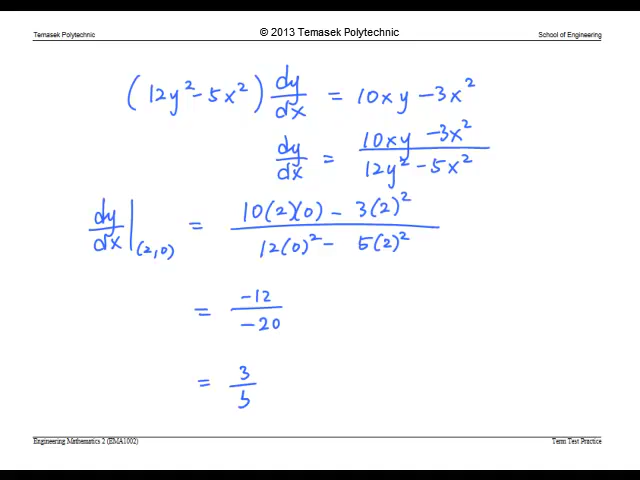 Temasek Polytechnic © 2013 Temasek Polytechnic School of Engineering
(12y² − 5x²) dy/dx = 10xy − 3x²
dy/dx = (10xy − 3x²)/(12y² − 5x²)
dy/dx|(2,0) = (10(2)(0) − 3(2)²)/(12(0)² − 5(2)²)
= −12/−20
= 3/5
Engineering Mathematics 2 (EMA1002) Term Test Practice